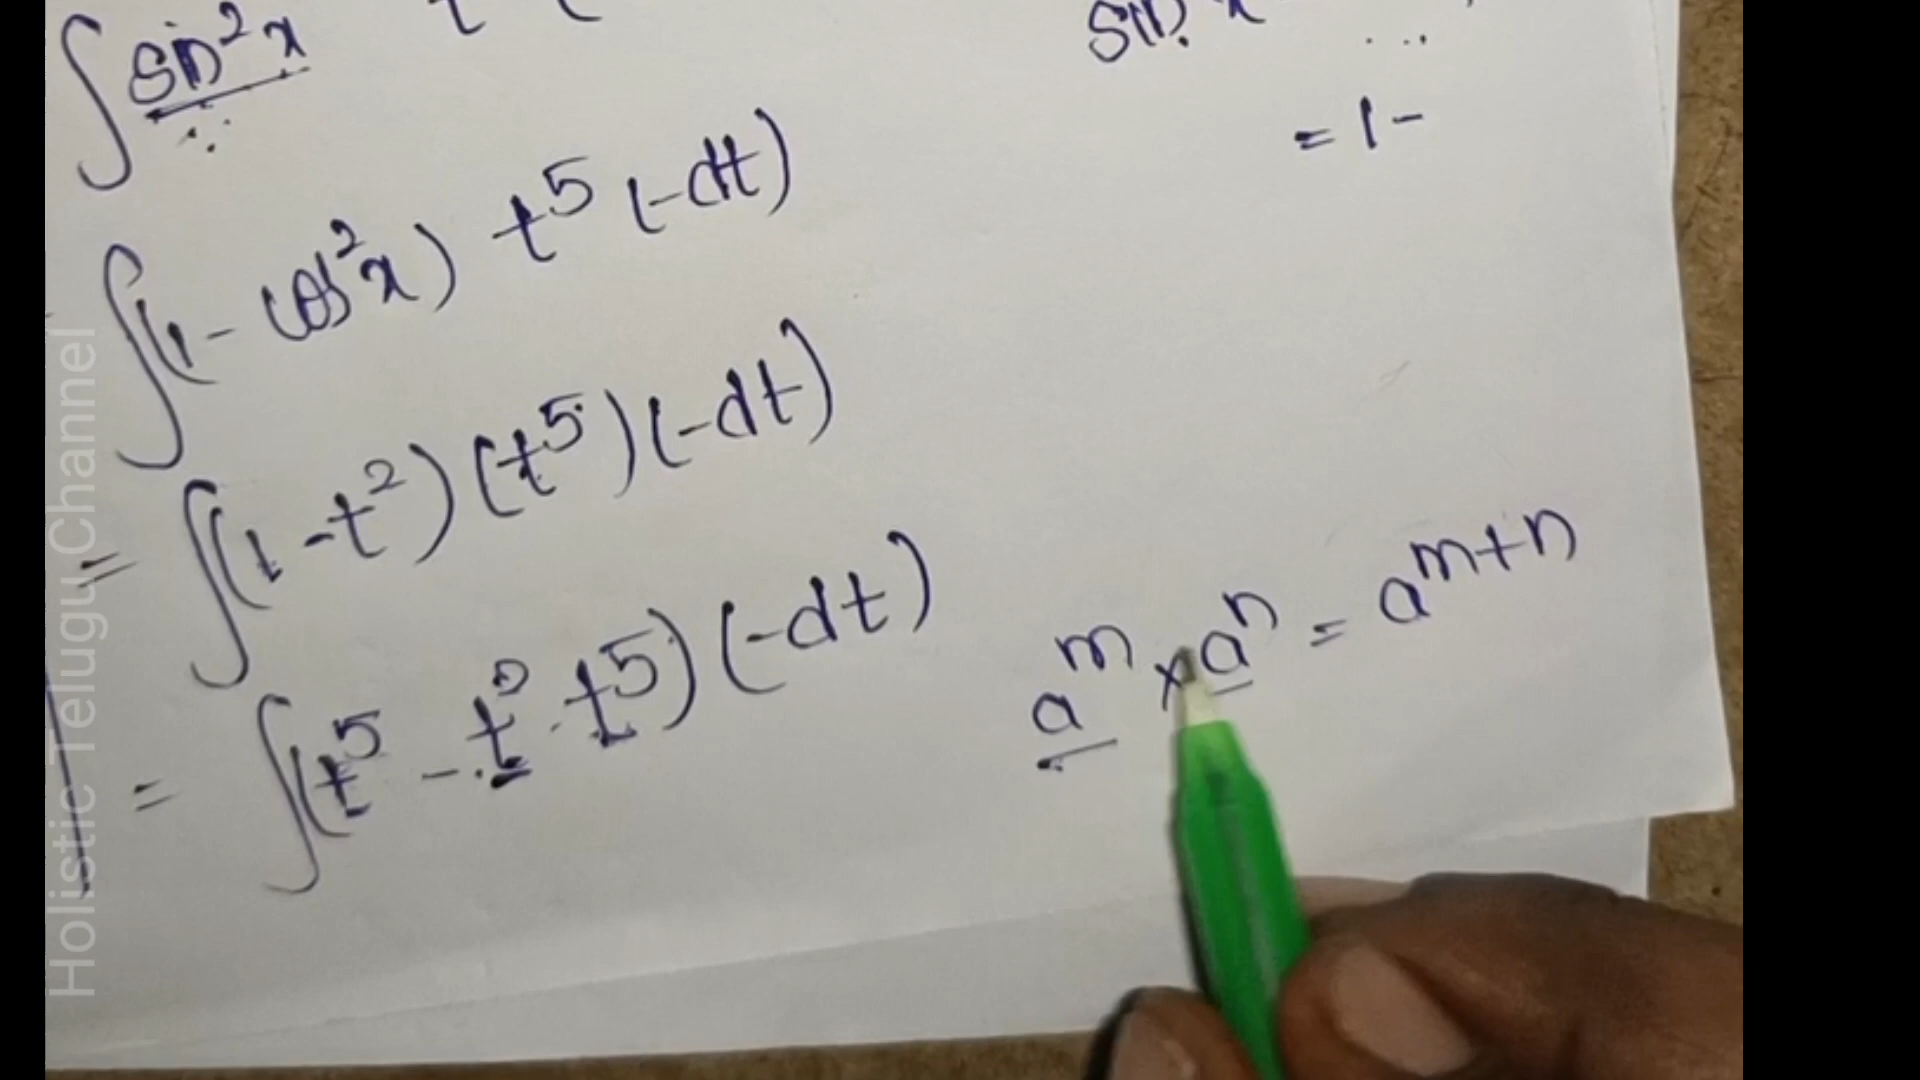 ∫ sin²x
sin² x
= 1 -
∫(1 - cos²x) t⁵ (-dt)
= ∫(1 - t²)(t⁵)(-dt)
= ∫(t⁵ - t² · t⁵)(-dt)
aᵐ × aⁿ = aᵐ⁺ⁿ
Holistic Telugu Channel